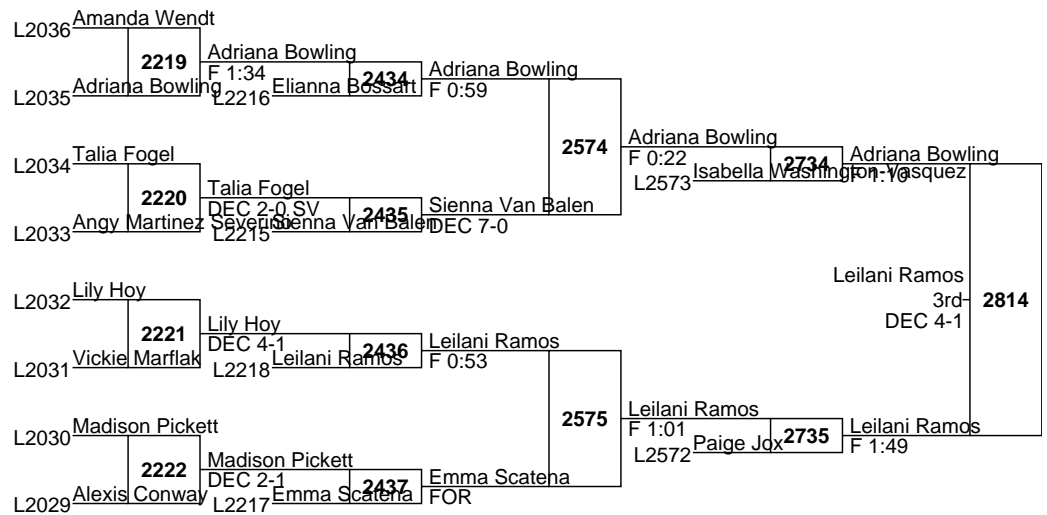 L2036 Amanda Wendt
2219 Adriana Bowling
F 1:34
L2035 Adriana Bowling
L2216 Elianna Bossart
2434 Adriana Bowling
F 0:59
2574 Adriana Bowling
F 0:22
L2034 Talia Fogel
2220 Talia Fogel
DEC 2-0 SV
L2033 Angy Martinez Severino
L2215 Sienna Van Balen
2435 Sienna Van Balen
DEC 7-0
L2573 Isabella Washington-Vasquez
2734 Adriana Bowling
F 1:10
Leilani Ramos
3rd 2814
DEC 4-1
L2032 Lily Hoy
2221 Lily Hoy
DEC 4-1
L2031 Vickie Marflak
L2218 Leilani Ramos
2436 Leilani Ramos
F 0:53
2575 Leilani Ramos
F 1:01
L2030 Madison Pickett
2222 Madison Pickett
DEC 2-1
L2029 Alexis Conway
L2217 Emma Scatena
2437 Emma Scatena
FOR
L2572 Paige Jox
2735 Leilani Ramos
F 1:49